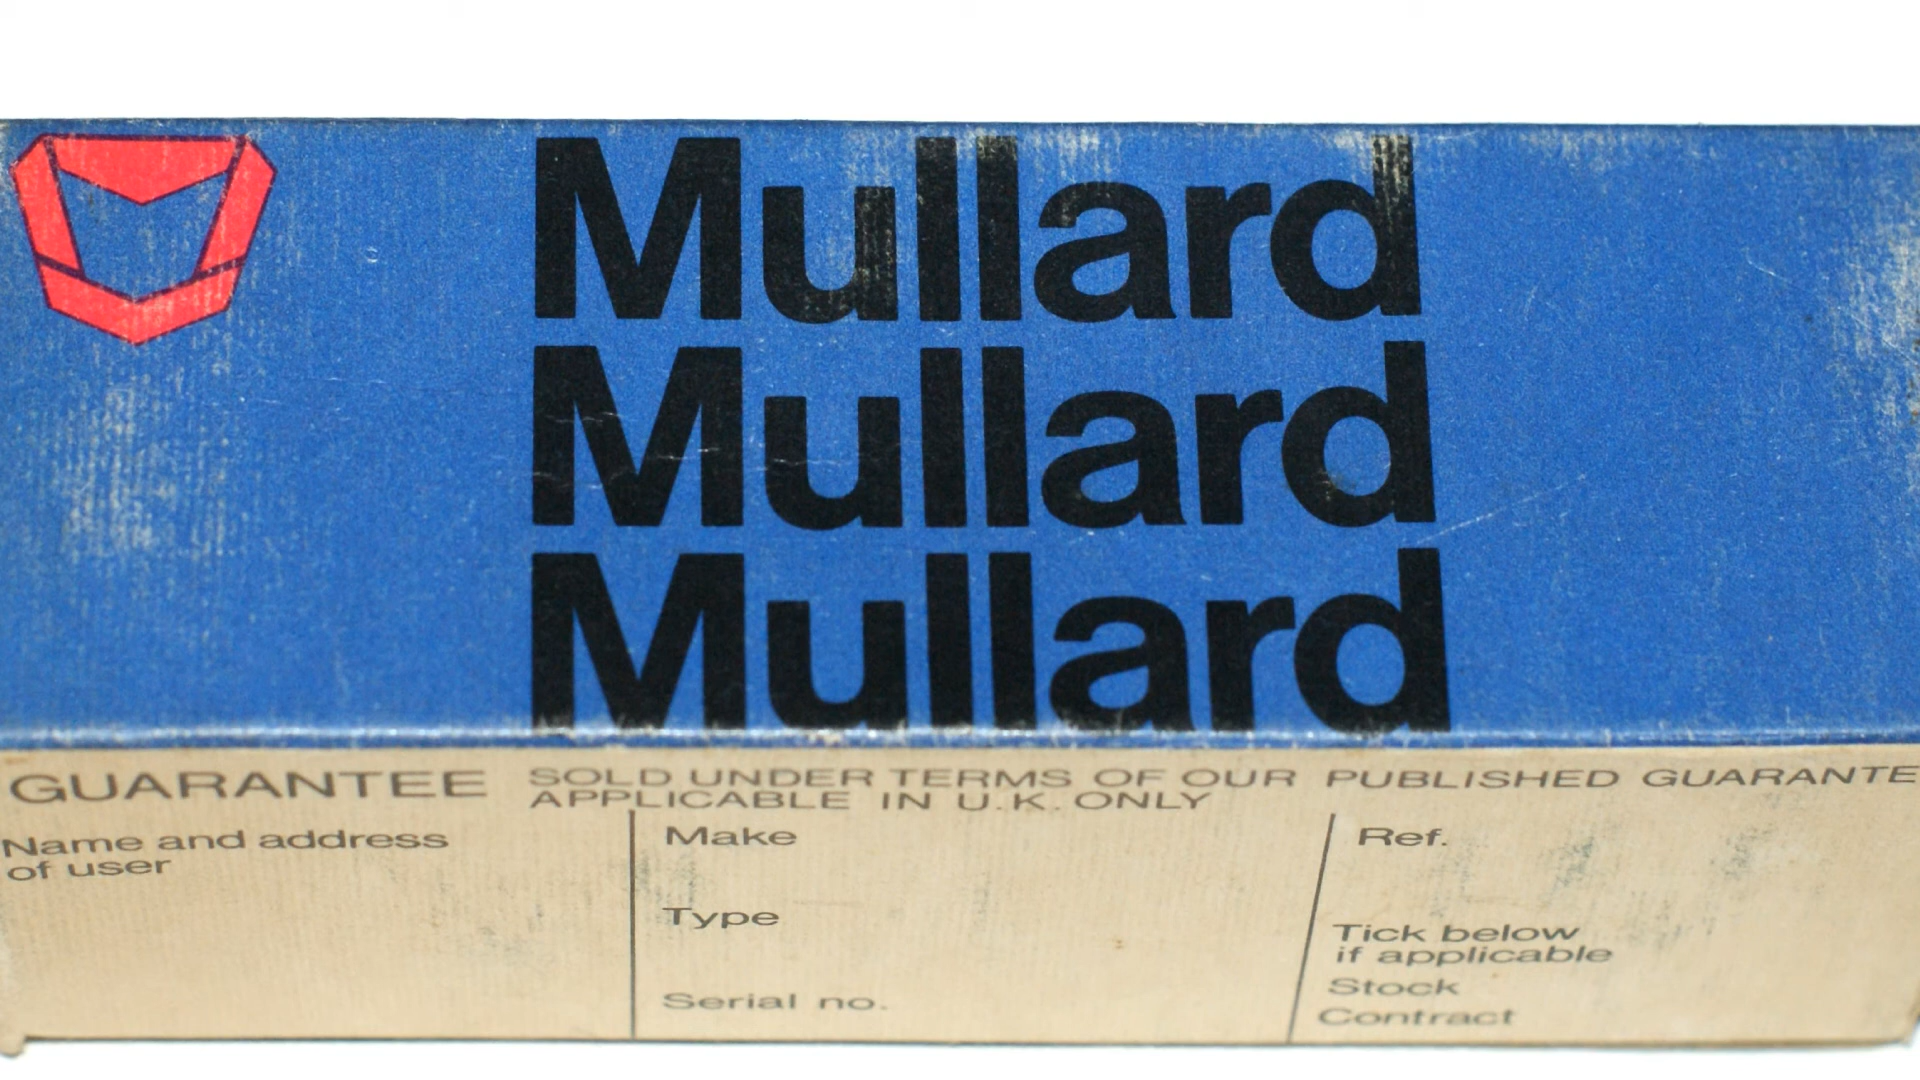 Mullard
Mullard
Mullard
GUARANTEE
SOLD UNDER TERMS OF OUR PUBLISHED GUARANTE
APPLICABLE IN U.K. ONLY
Name and address
of user
Make
Type
Serial no.
Ref.
Tick below
if applicable
Stock
Contract